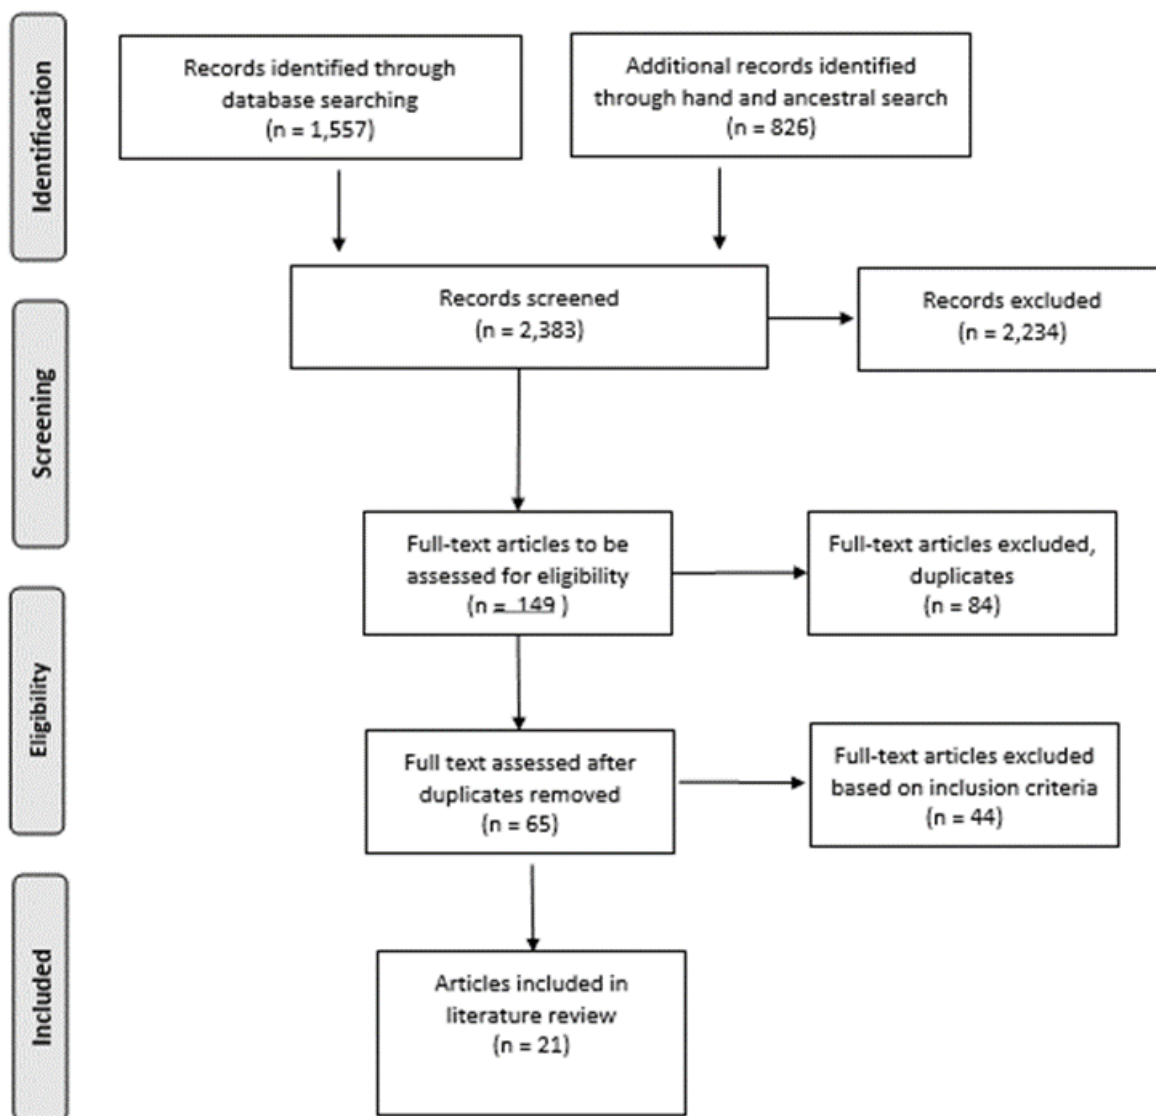 Identification
Records identified through
database searching
(n = 1,557)
Additional records identified
through hand and ancestral search
(n = 826)
Screening
Records screened
(n = 2,383)
Records excluded
(n = 2,234)
Full-text articles to be
assessed for eligibility
(n = 149 )
Full-text articles excluded,
duplicates
(n = 84)
Eligibility
Full text assessed after
duplicates removed
(n = 65)
Full-text articles excluded
based on inclusion criteria
(n = 44)
Included
Articles included in
literature review
(n = 21)